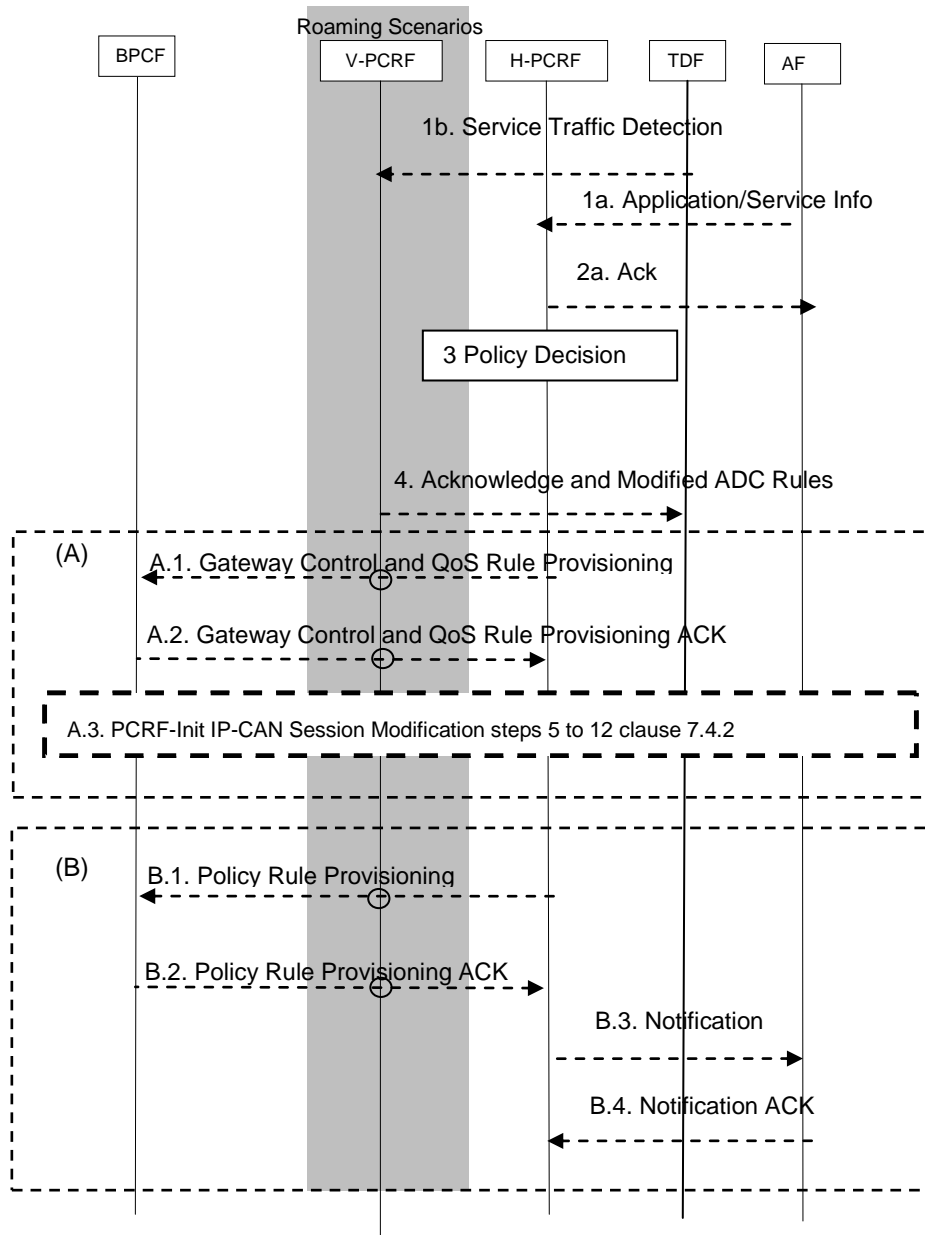 Roaming Scenarios
BPCF
V-PCRF
H-PCRF
TDF
AF
1b. Service Traffic Detection
1a. Application/Service Info
2a. Ack
3 Policy Decision
4. Acknowledge and Modified ADC Rules
(A)
A.1. Gateway Control and QoS Rule Provisioning
A.2. Gateway Control and QoS Rule Provisioning ACK
A.3. PCRF-Init IP-CAN Session Modification steps 5 to 12 clause 7.4.2
(B)
B.1. Policy Rule Provisioning
B.2. Policy Rule Provisioning ACK
B.3. Notification
B.4. Notification ACK